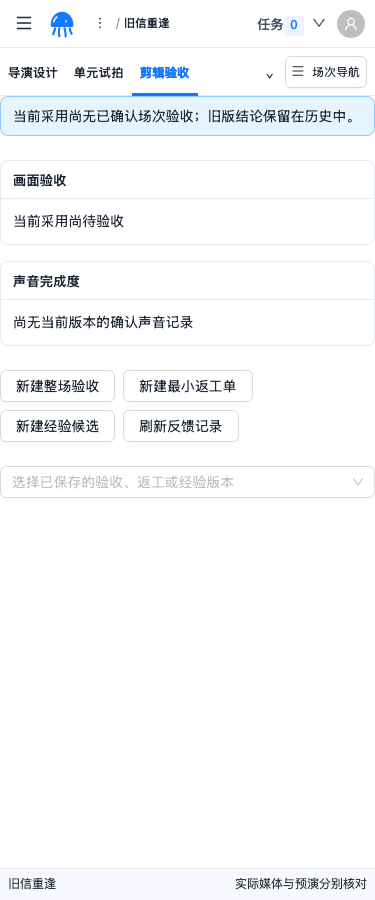 / 旧信重逢
任务 0
导演设计 单元试拍 剪辑验收 场次导航
当前采用尚无已确认场次验收；旧版结论保留在历史中。
画面验收
当前采用尚待验收
声音完成度
尚无当前版本的确认声音记录
新建整场验收 新建最小返工单
新建经验候选 刷新反馈记录
选择已保存的验收、返工或经验版本
旧信重逢 实际媒体与预演分别核对